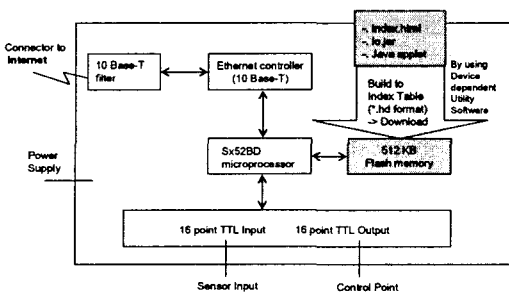 Connector to
Internet
10 Base-T
filter
Ethernet controller
(10 Base-T)
-. Index.html
-. Io.jar
-. Java applet
Build to
Index Table
(*.hd format)
-> Download
By using
Device
dependent
Utility
Software
Power
Supply
Sx52BD
microprocessor
512 KB
Flash memory
16 point TTL Input
16 point TTL Output
Sensor Input
Control Point